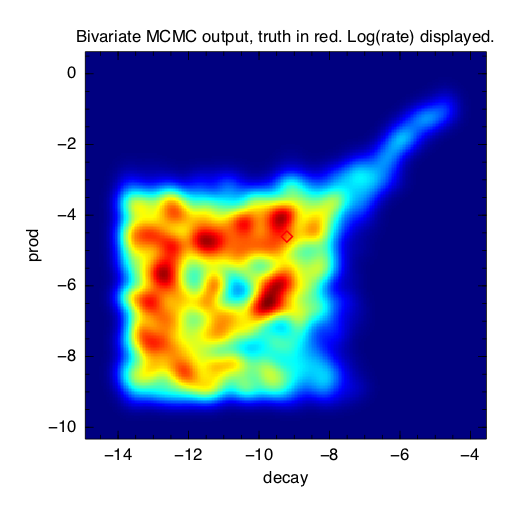 Bivariate MCMC output, truth in red. Log(rate) displayed.
0
−2
−4
−6
−8
−10
prod
−14 −12 −10 −8 −6 −4
decay